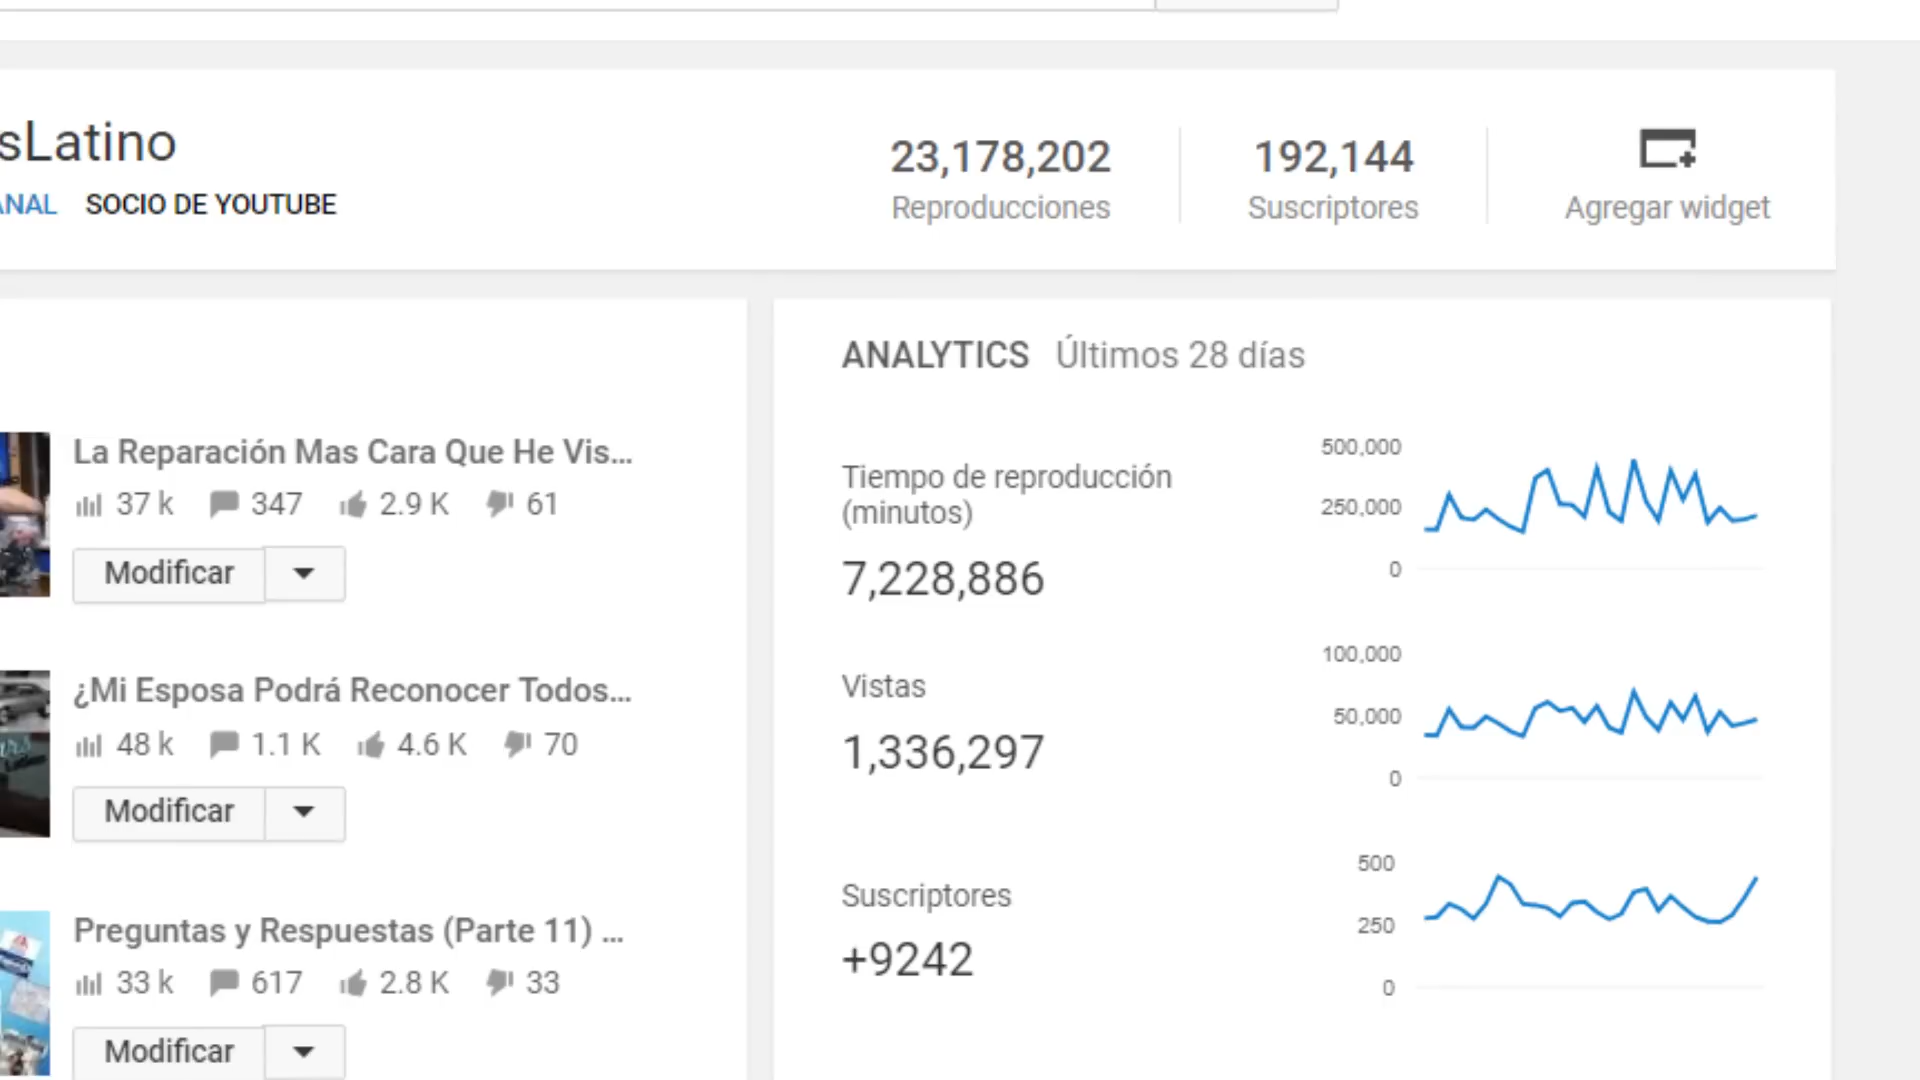 sLatino
ANAL SOCIO DE YOUTUBE
23,178,202
Reproducciones
192,144
Suscriptores
Agregar widget
La Reparación Mas Cara Que He Vis...
37 k 347 2.9 K 61
Modificar
¿Mi Esposa Podrá Reconocer Todos...
48 k 1.1 K 4.6 K 70
Modificar
Preguntas y Respuestas (Parte 11) ...
33 k 617 2.8 K 33
Modificar
ANALYTICS Últimos 28 días
Tiempo de reproducción
(minutos)
7,228,886
500,000
250,000
0
Vistas
1,336,297
100,000
50,000
0
Suscriptores
+9242
500
250
0